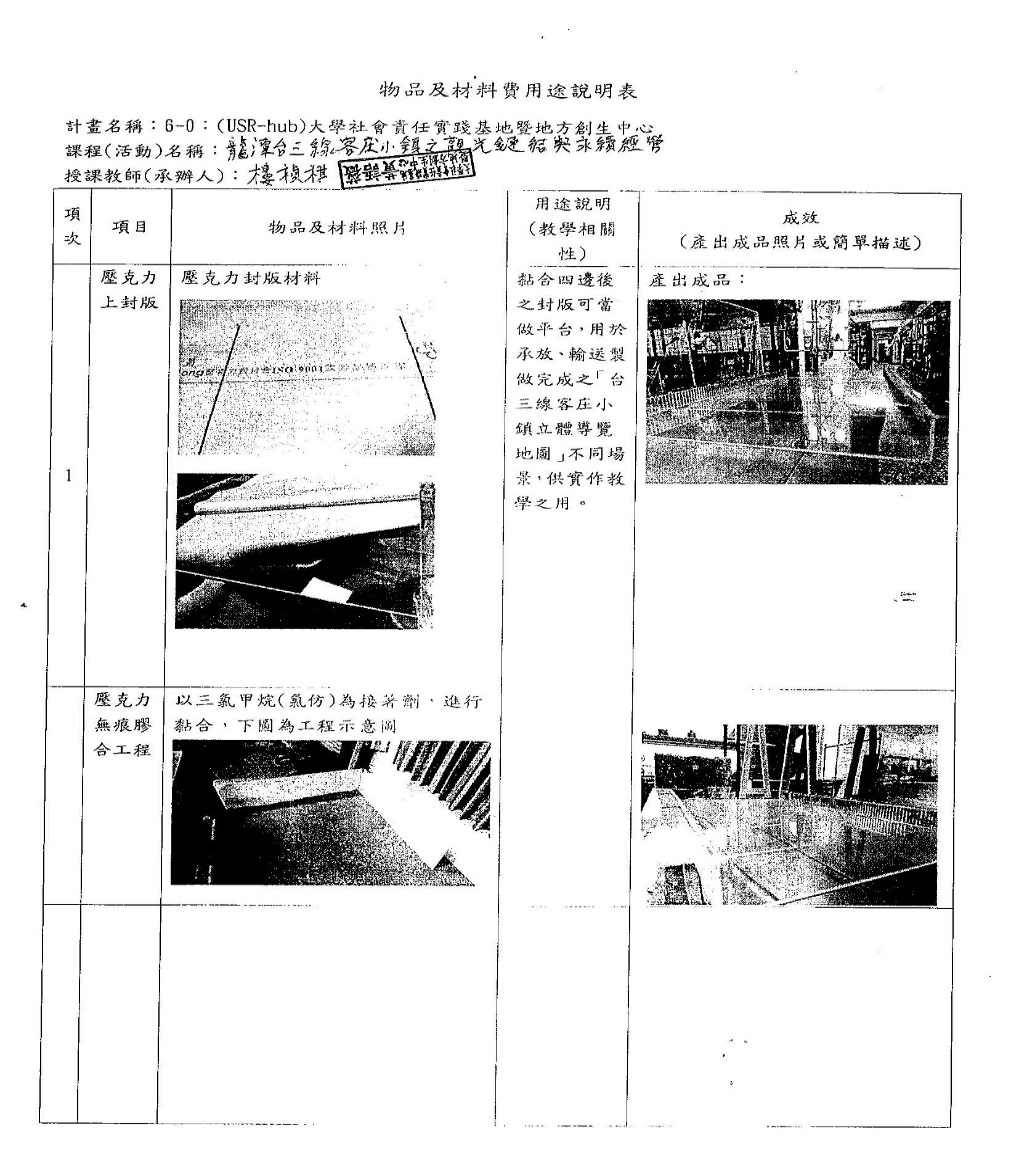 物品及材料費用途說明表
計畫名稱：6-0：(USR-hub)大學社會責任實踐基地暨地方創生中心
課程(活動)名稱：龍潭台三線客庄小鎮之觀光鏈結與永續經營
授課教師(承辦人)：樓禎祺
項次
項目
物品及材料照片
用途說明
(教學相關
性)
成效
(產出成品照片或簡單描述)
1
壓克力
上封版
壓克力封版材料
ISO 9001
黏合四邊後
之封版可當
做平台，用於
承放、輸送製
做完成之「台
三線客庄小
鎮立體導覽
地圖」不同場
景，供實作教
學之用。
產出成品：
壓克力
無痕膠
合工程
以三氯甲烷(氯仿)為接著劑，進行
黏合，下圖為工程示意圖